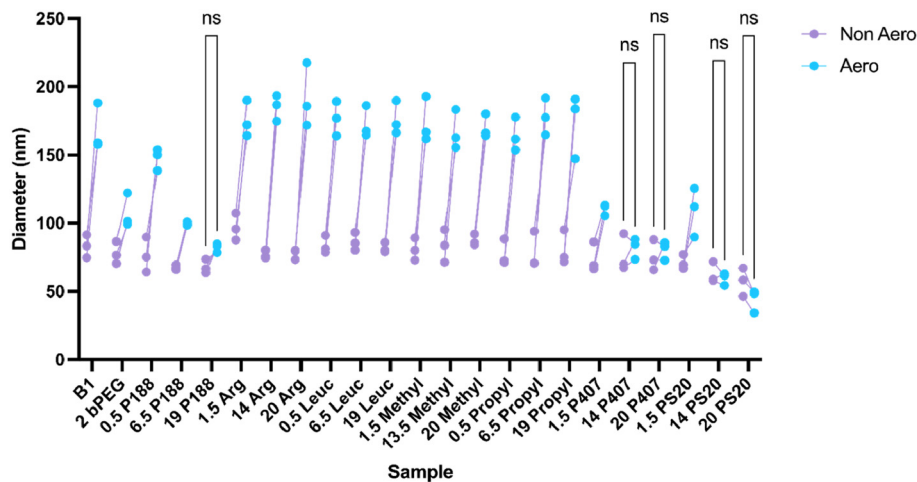 250
200
150
100
50
0
Diameter (nm)
ns
ns
ns
ns
ns
Non Aero
Aero
B1
2 bPEG
0.5 P188
6.5 P188
19 P188
1.5 Arg
14 Arg
20 Arg
0.5 Leuc
6.5 Leuc
19 Leuc
1.5 Methyl
13.5 Methyl
20 Methyl
0.5 Propyl
6.5 Propyl
19 Propyl
1.5 P407
14 P407
20 P407
1.5 PS20
14 PS20
20 PS20
Sample